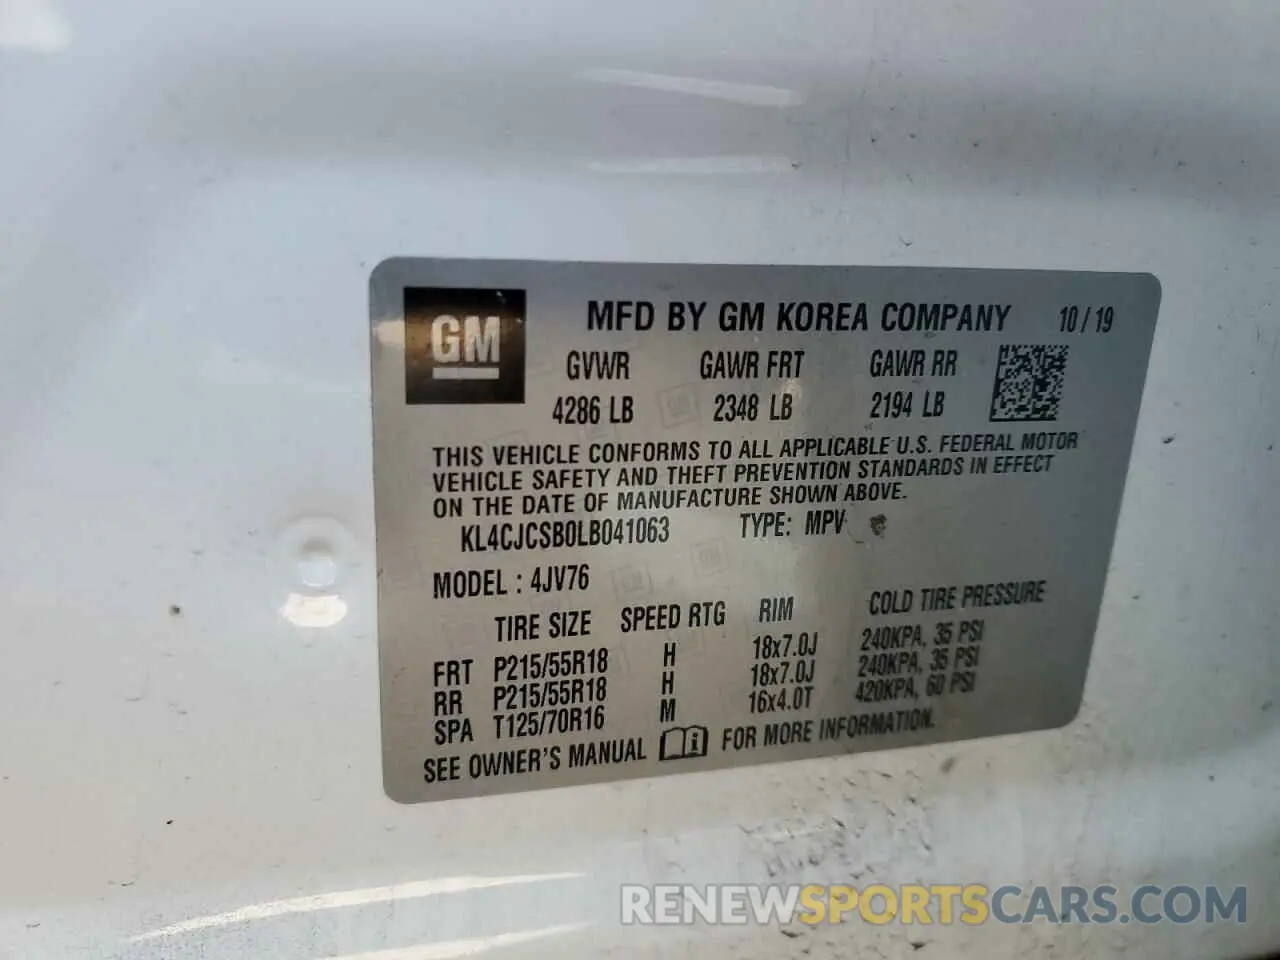 GM
MFD BY GM KOREA COMPANY 10/19
GVWR GAWR FRT GAWR RR
4286 LB 2348 LB 2194 LB
THIS VEHICLE CONFORMS TO ALL APPLICABLE U.S. FEDERAL MOTOR
VEHICLE SAFETY AND THEFT PREVENTION STANDARDS IN EFFECT
ON THE DATE OF MANUFACTURE SHOWN ABOVE.
KL4CJCSB0LB041063 TYPE: MPV
MODEL : 4JV76
TIRE SIZE SPEED RTG RIM COLD TIRE PRESSURE
FRT P215/55R18 H 18x7.0J 240KPA, 35 PSI
RR P215/55R18 H 18x7.0J 240KPA, 35 PSI
SPA T125/70R16 M 16x4.0T 420KPA, 60 PSI
SEE OWNER'S MANUAL FOR MORE INFORMATION.
RENEWSPORTSCARS.COM